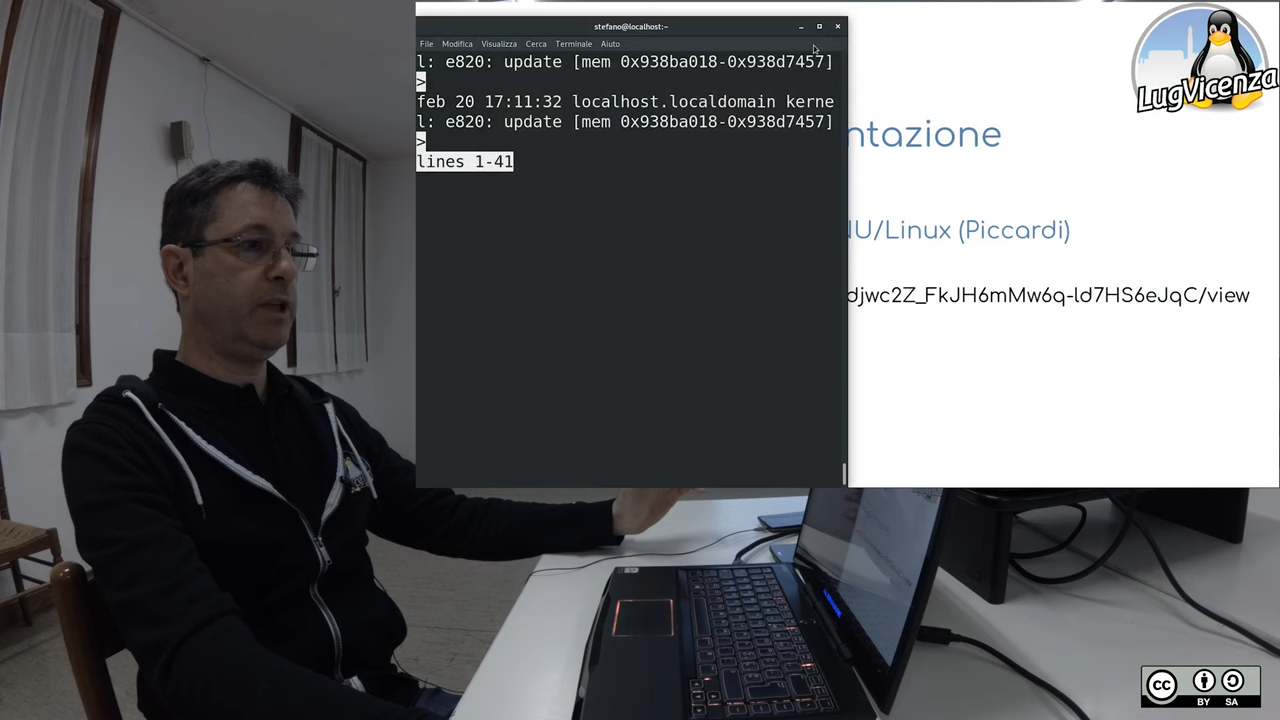 stefano@localhost:~
File Modifica Visualizza Cerca Terminale Aiuto
l: e820: update [mem 0x938ba018-0x938d7457]
>
feb 20 17:11:32 localhost.localdomain kerne
l: e820: update [mem 0x938ba018-0x938d7457]
>
lines 1-41
ntazione
NU/Linux (Piccardi)
djwc2Z_FkJH6mMw6q-ld7HS6eJqC/view
LugVicenza
cc
BY SA